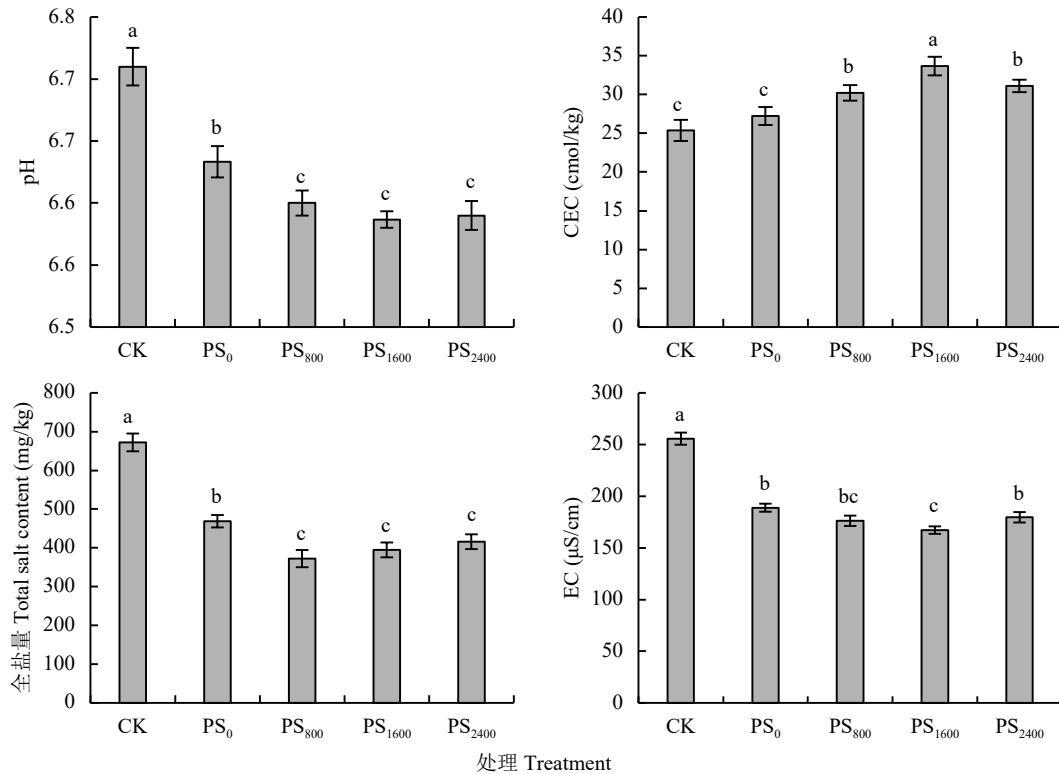 6.8
6.7
6.7
6.6
6.6
6.5
pH
a
b
c
c
c
CK
PS₀
PS₈₀₀
PS₁₆₀₀
PS₂₄₀₀
40
35
30
25
20
15
10
5
0
CEC (cmol/kg)
c
c
b
a
b
CK
PS₀
PS₈₀₀
PS₁₆₀₀
PS₂₄₀₀
800
700
600
500
400
300
200
100
0
全盐量 Total salt content (mg/kg)
a
b
c
c
c
CK
PS₀
PS₈₀₀
PS₁₆₀₀
PS₂₄₀₀
300
250
200
150
100
50
0
EC (μS/cm)
a
b
bc
c
b
CK
PS₀
PS₈₀₀
PS₁₆₀₀
PS₂₄₀₀
处理 Treatment